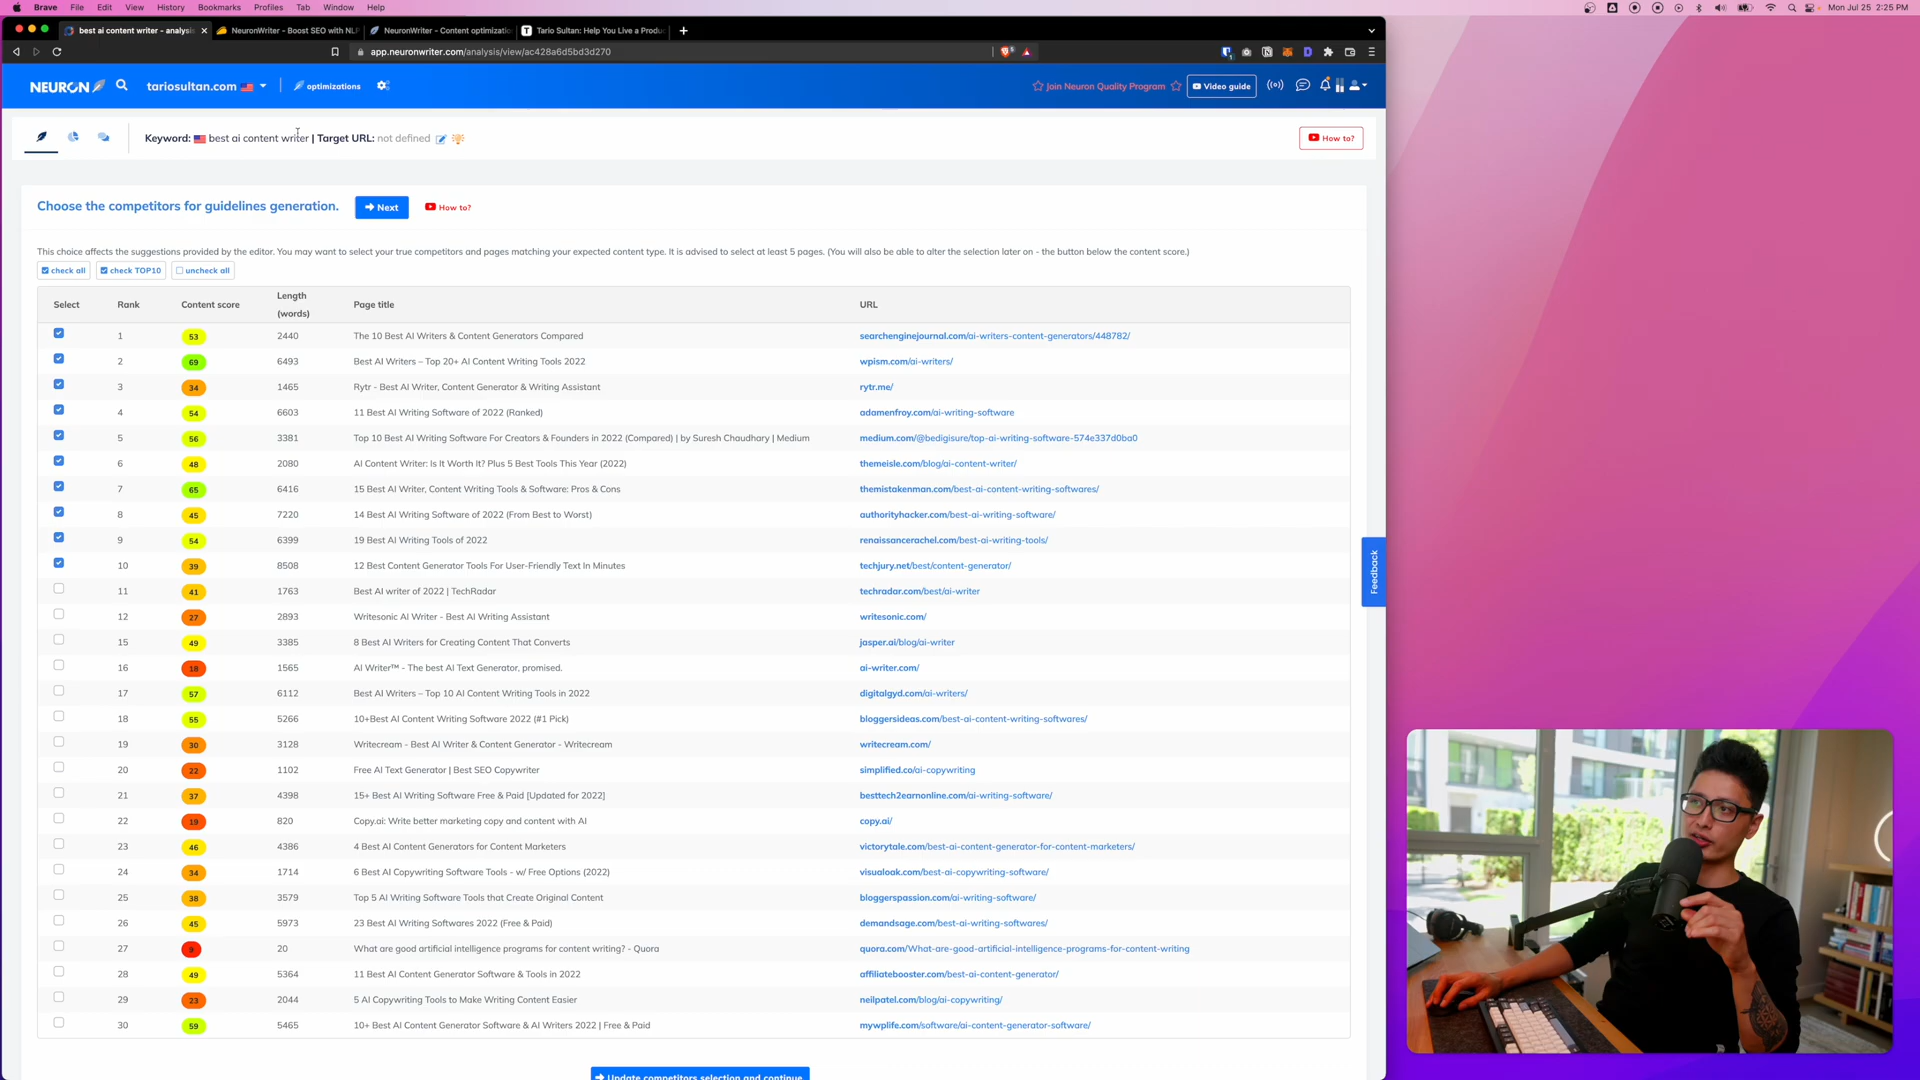 Brave File Edit View History Bookmarks Profiles Tab Window Help Mon Jul 25 2:25 PM
best ai content writer - analysis NeuronWriter - Boost SEO with NLP NeuronWriter - Content optimizatio Tario Sultan: Help You Live a Produc
app.neuronwriter.com/analysis/view/ac428a6d5bd3d270
NEURON tariosultan.com optimizations Join Neuron Quality Program Video guide
Keyword: best ai content writer | Target URL: not defined How to?
Choose the competitors for guidelines generation. Next How to?
This choice affects the suggestions provided by the editor. You may want to select your true competitors and pages matching your expected content type. It is advised to select at least 5 pages. (You will also be able to alter the selection later on - the button below the content score.)
check all check TOP10 uncheck all
Select Rank Content score Length (words) Page title URL
1 53 2440 The 10 Best AI Writers & Content Generators Compared searchenginejournal.com/ai-writers-content-generators/448782/
2 69 6493 Best AI Writers – Top 20+ AI Content Writing Tools 2022 wpism.com/ai-writers/
3 34 1465 Rytr - Best AI Writer, Content Generator & Writing Assistant rytr.me/
4 54 6603 11 Best AI Writing Software of 2022 (Ranked) adamenfroy.com/ai-writing-software
5 56 3381 Top 10 Best AI Writing Software For Creators & Founders in 2022 (Compared) | by Suresh Chaudhary | Medium medium.com/@bedigisure/top-ai-writing-software-574e337d0ba0
6 48 2080 AI Content Writer: Is It Worth It? Plus 5 Best Tools This Year (2022) themeisle.com/blog/ai-content-writer/
7 65 6416 15 Best AI Writer, Content Writing Tools & Software: Pros & Cons themistakenman.com/best-ai-content-writing-softwares/
8 45 7220 14 Best AI Writing Software of 2022 (From Best to Worst) authorityhacker.com/best-ai-writing-software/
9 54 6399 19 Best AI Writing Tools of 2022 renaissancerachel.com/best-ai-writing-tools/
10 39 8508 12 Best Content Generator Tools For User-Friendly Text In Minutes techjury.net/best/content-generator/
11 41 1763 Best AI writer of 2022 | TechRadar techradar.com/best/ai-writer
12 27 2893 Writesonic AI Writer - Best AI Writing Assistant writesonic.com/
15 49 3385 8 Best AI Writers for Creating Content That Converts jasper.ai/blog/ai-writer
16 18 1565 AI Writer™ - The best AI Text Generator, promised. ai-writer.com/
17 57 6112 Best AI Writers – Top 10 AI Content Writing Tools in 2022 digitalgyd.com/ai-writers/
18 55 5266 10+Best AI Content Writing Software 2022 (#1 Pick) bloggersideas.com/best-ai-content-writing-softwares/
19 30 3128 Writecream - Best AI Writer & Content Generator - Writecream writecream.com/
20 22 1102 Free AI Text Generator | Best SEO Copywriter simplified.co/ai-copywriting
21 37 4398 15+ Best AI Writing Software Free & Paid [Updated for 2022] besttech2earnonline.com/ai-writing-software/
22 19 820 Copy.ai: Write better marketing copy and content with AI copy.ai/
23 46 4386 4 Best AI Content Generators for Content Marketers victorytale.com/best-ai-content-generator-for-content-marketers/
24 34 1714 6 Best AI Copywriting Software Tools - w/ Free Options (2022) visualoak.com/best-ai-copywriting-software/
25 38 3579 Top 5 AI Writing Software Tools that Create Original Content bloggerspassion.com/ai-writing-software/
26 45 5973 23 Best AI Writing Softwares 2022 (Free & Paid) demandsage.com/best-ai-writing-softwares/
27 20 What are good artificial intelligence programs for content writing? - Quora quora.com/What-are-good-artificial-intelligence-programs-for-content-writing
28 49 5364 11 Best AI Content Generator Software & Tools in 2022 affiliatebooster.com/best-ai-content-generator/
29 23 2044 5 AI Copywriting Tools to Make Writing Content Easier neilpatel.com/blog/ai-copywriting/
30 59 5465 10+ Best AI Content Generator Software & AI Writers 2022 | Free & Paid mywplife.com/software/ai-content-generator-software/
Update competitors selection and continue
Feedback